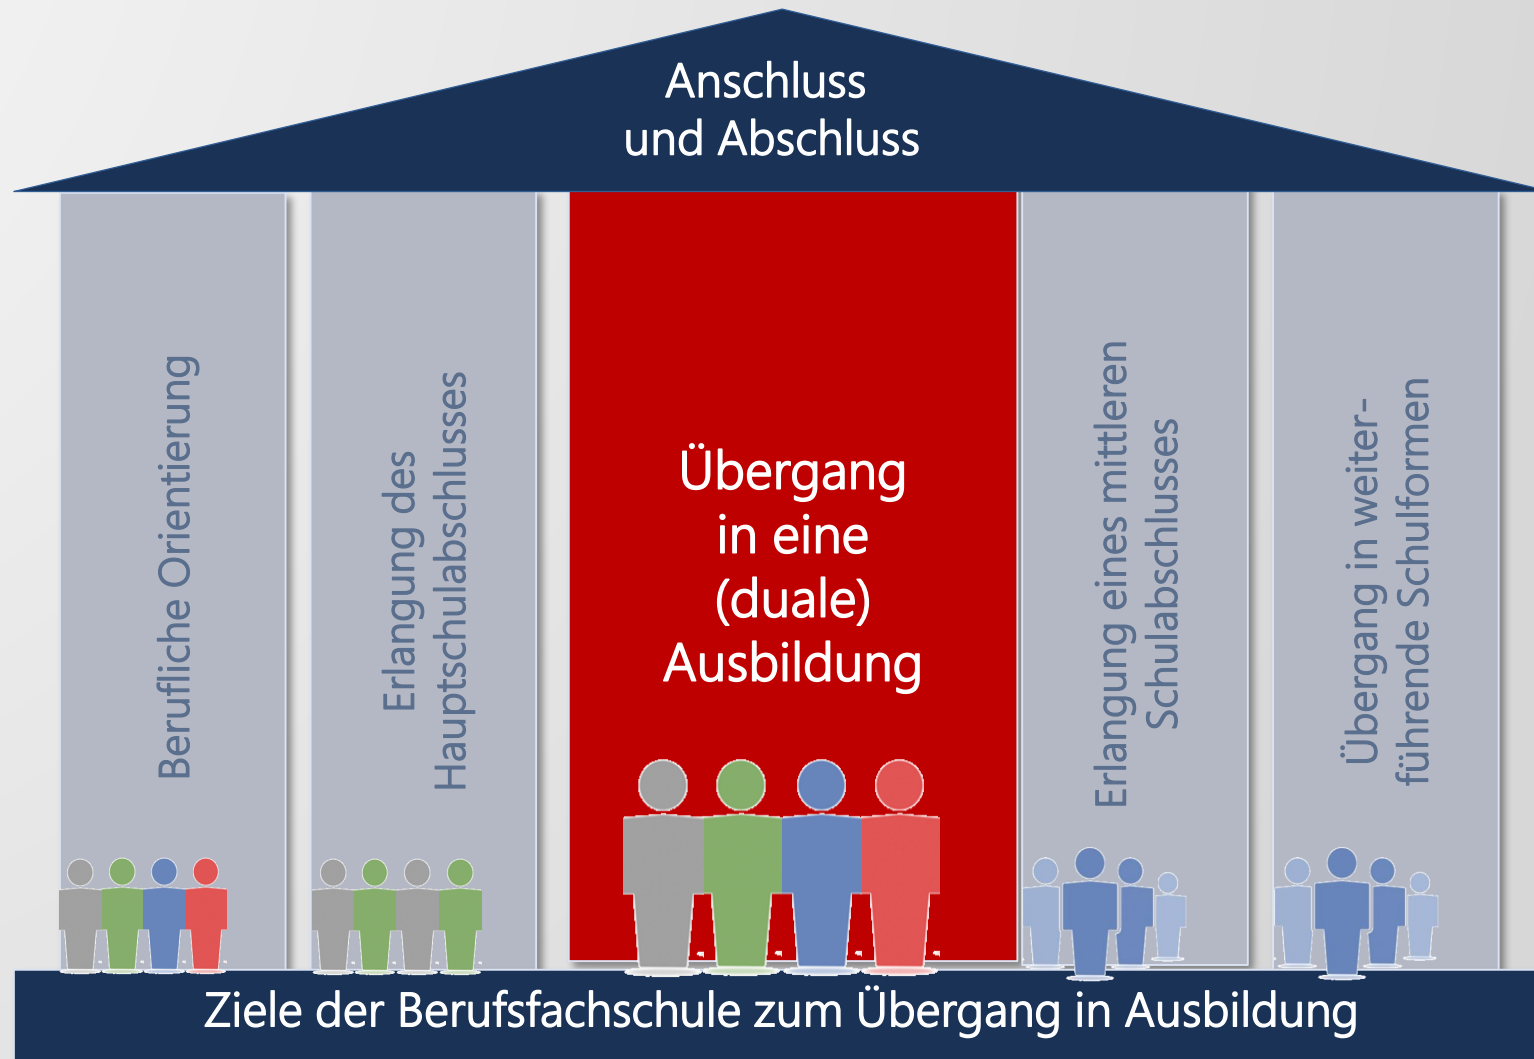 Anschluss
und Abschluss
Berufliche Orientierung
Erlangung des
Hauptschulabschlusses
Übergang
in eine
(duale)
Ausbildung
Erlangung eines mittleren
Schulabschlusses
Übergang in weiter-
führende Schulformen
Ziele der Berufsfachschule zum Übergang in Ausbildung